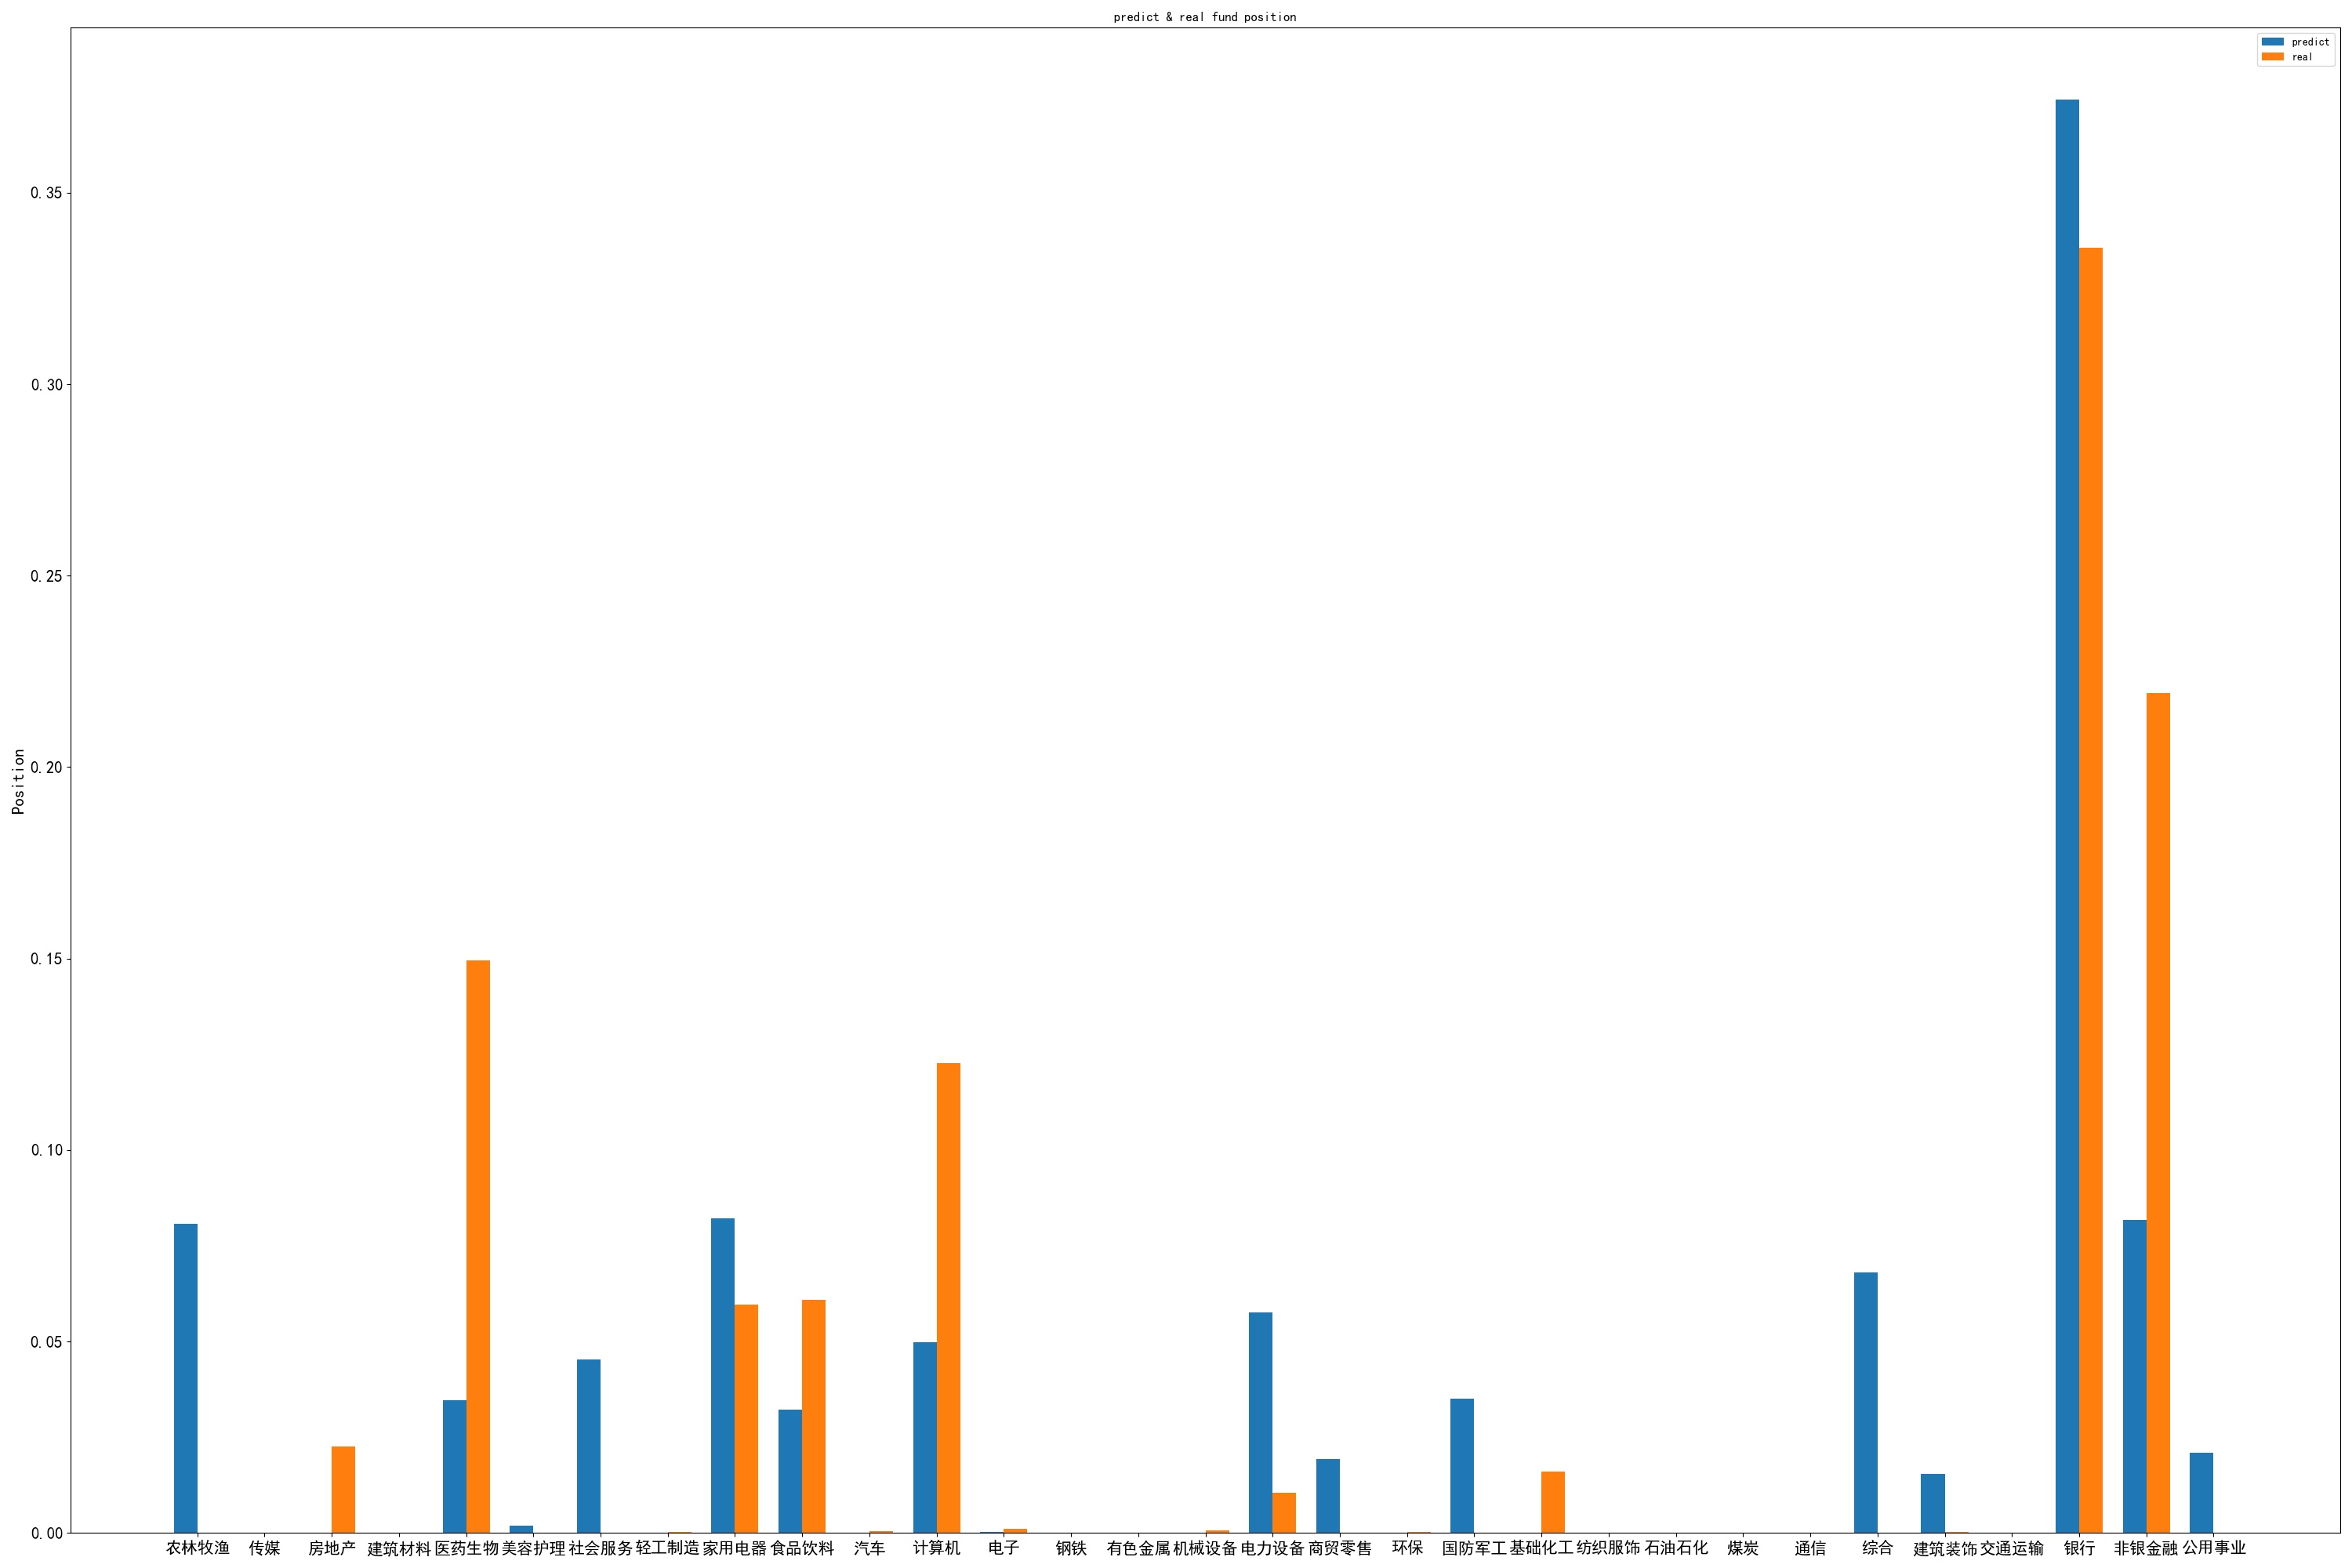 predict & real fund position
predict
real
Position
0.35
0.30
0.25
0.20
0.15
0.10
0.05
0.00
农林牧渔 传媒 房地产 建筑材料 医药生物 美容护理 社会服务 轻工制造 家用电器 食品饮料 汽车 计算机 电子 钢铁 有色金属 机械设备 电力设备 商贸零售 环保 国防军工 基础化工 纺织服饰 石油石化 煤炭 通信 综合 建筑装饰 交通运输 银行 非银金融 公用事业